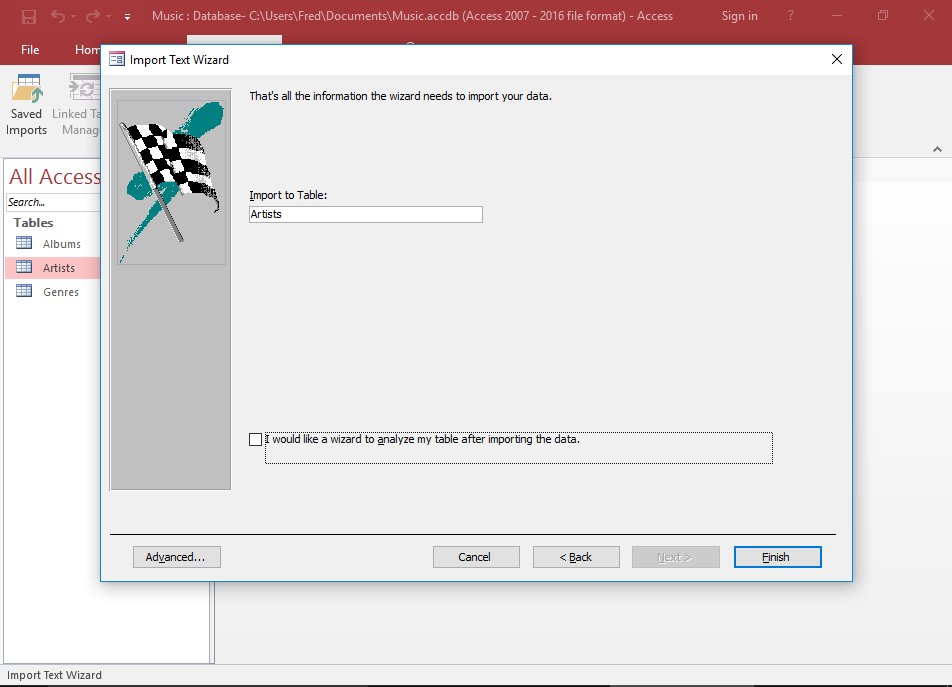 Music : Database- C:\Users\Fred\Documents\Music.accdb (Access 2007 - 2016 file format) - Access
Sign in
?
File
Hom
Import Text Wizard
Saved
Imports
Linked Ta
Manag
That's all the information the wizard needs to import your data.
All Access
Search...
Tables
Albums
Artists
Genres
Import to Table:
Artists
I would like a wizard to analyze my table after importing the data.
Advanced...
Cancel
< Back
Next >
Finish
Import Text Wizard